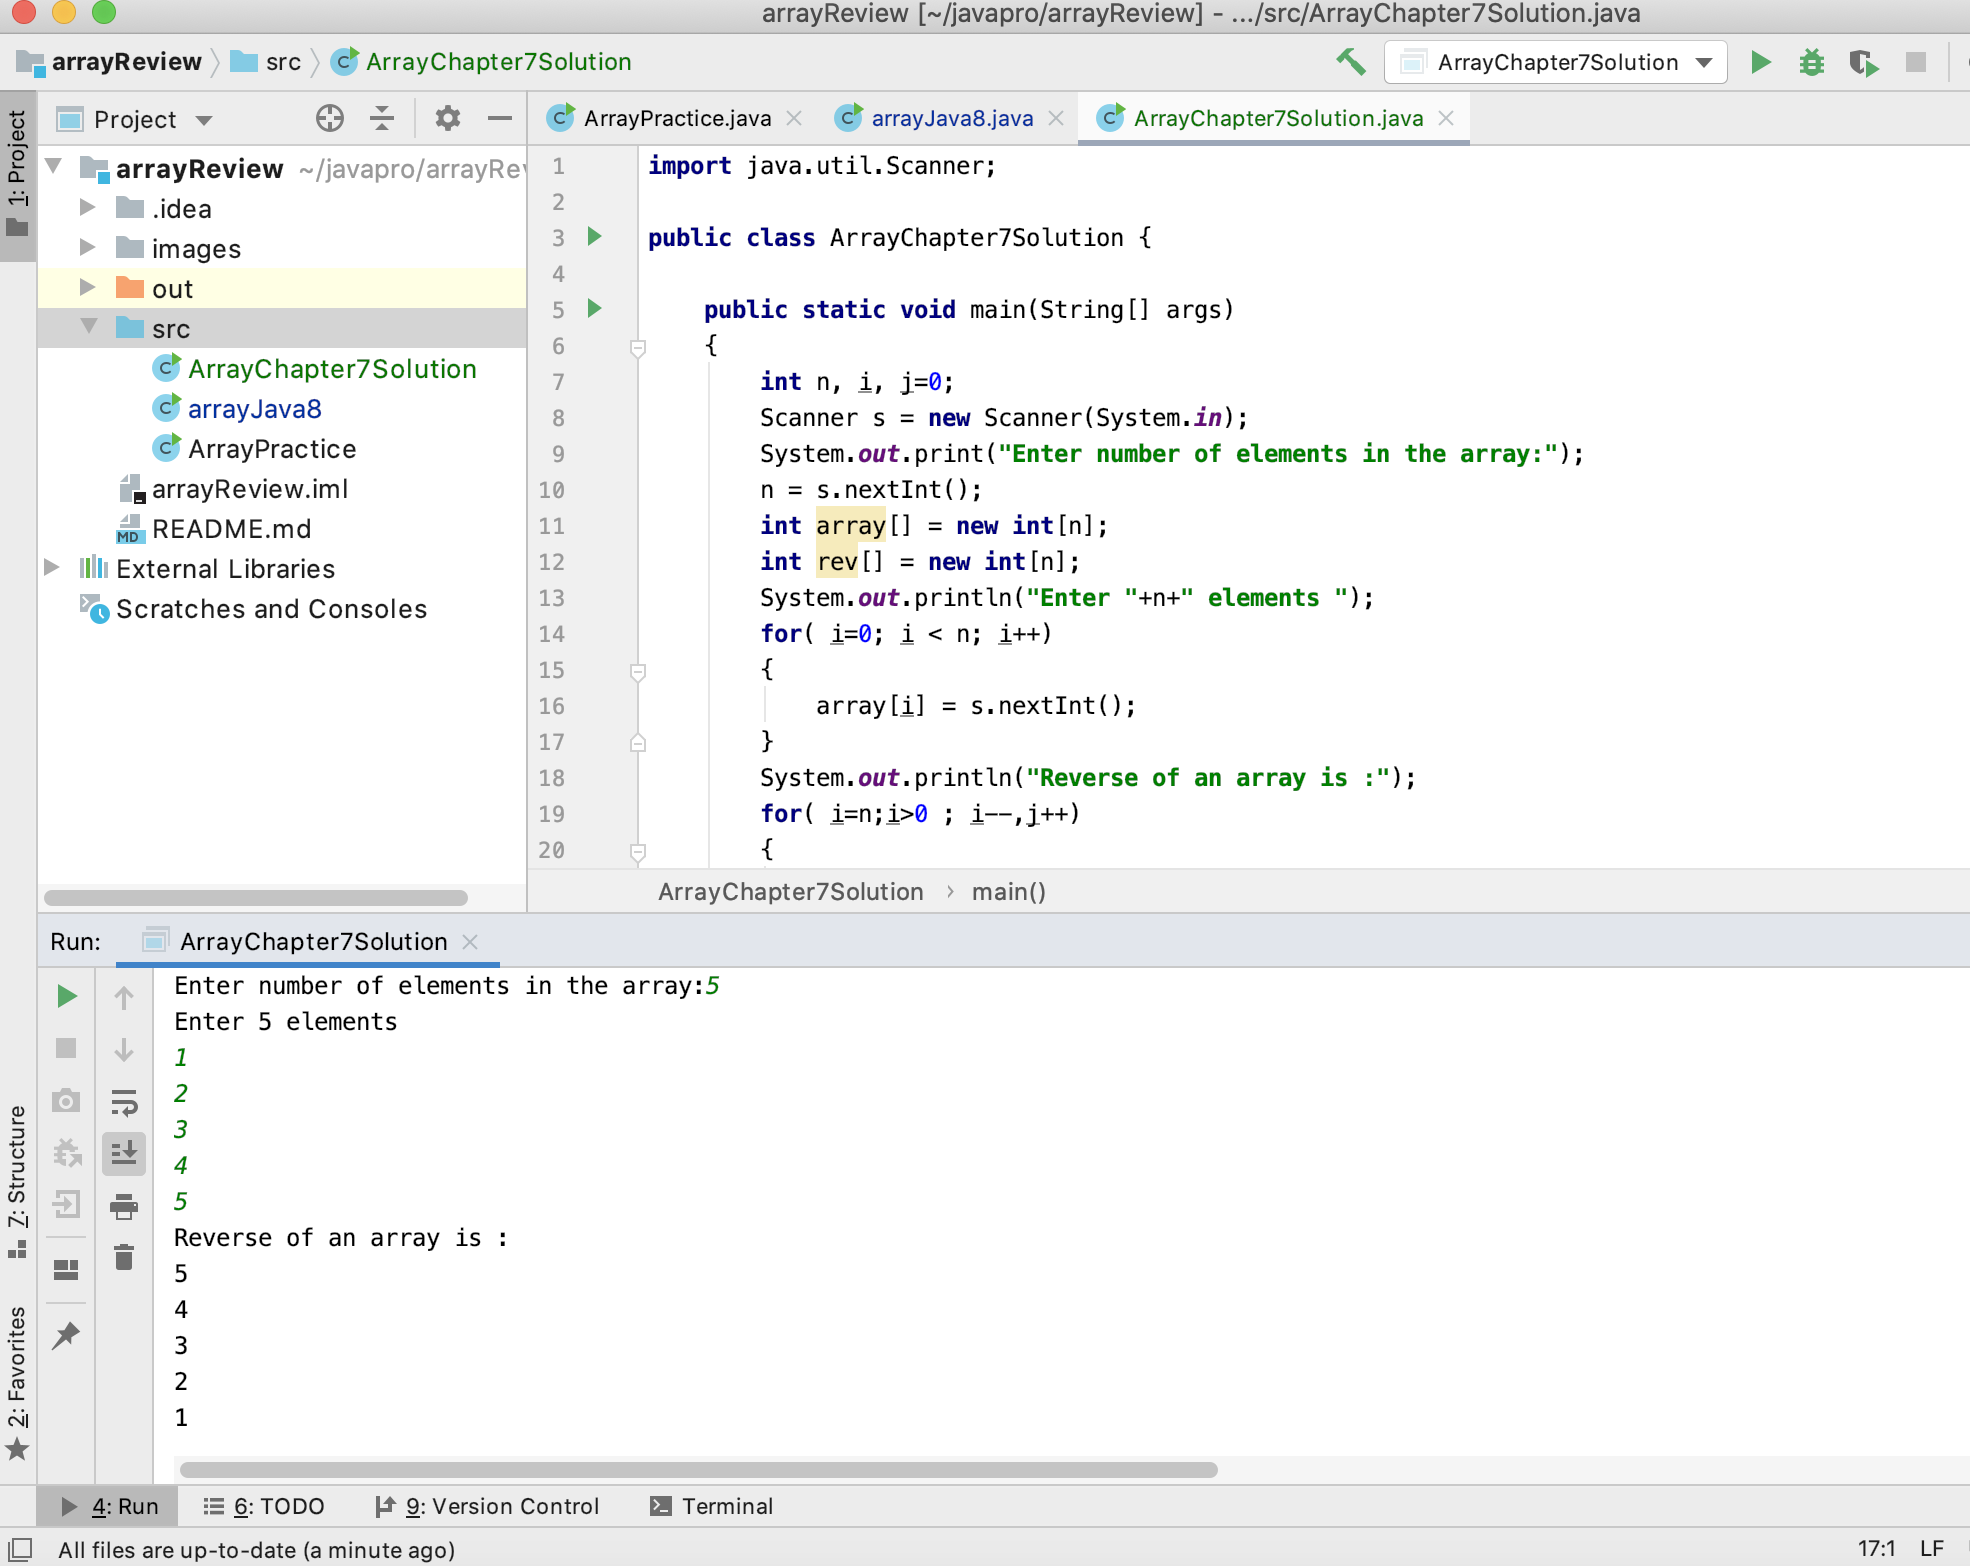 arrayReview [~/javapro/arrayReview] - .../src/ArrayChapter7Solution.java
arrayReview src ArrayChapter7Solution
ArrayChapter7Solution
1: Project
Project
arrayReview ~/javapro/arrayRev
.idea
images
out
src
ArrayChapter7Solution
arrayJava8
ArrayPractice
arrayReview.iml
README.md
External Libraries
Scratches and Consoles
ArrayPractice.java arrayJava8.java ArrayChapter7Solution.java
1 import java.util.Scanner;
2
3 public class ArrayChapter7Solution {
4
5 public static void main(String[] args)
6 {
7 int n, i, j=0;
8 Scanner s = new Scanner(System.in);
9 System.out.print("Enter number of elements in the array:");
10 n = s.nextInt();
11 int array[] = new int[n];
12 int rev[] = new int[n];
13 System.out.println("Enter "+n+" elements ");
14 for( i=0; i < n; i++)
15 {
16 array[i] = s.nextInt();
17 }
18 System.out.println("Reverse of an array is :");
19 for( i=n;i>0 ; i--,j++)
20 {
ArrayChapter7Solution › main()
Run: ArrayChapter7Solution
Enter number of elements in the array:5
Enter 5 elements
1
2
3
4
5
Reverse of an array is :
5
4
3
2
1
7: Structure
2: Favorites
4: Run 6: TODO 9: Version Control Terminal
All files are up-to-date (a minute ago)
17:1 LF